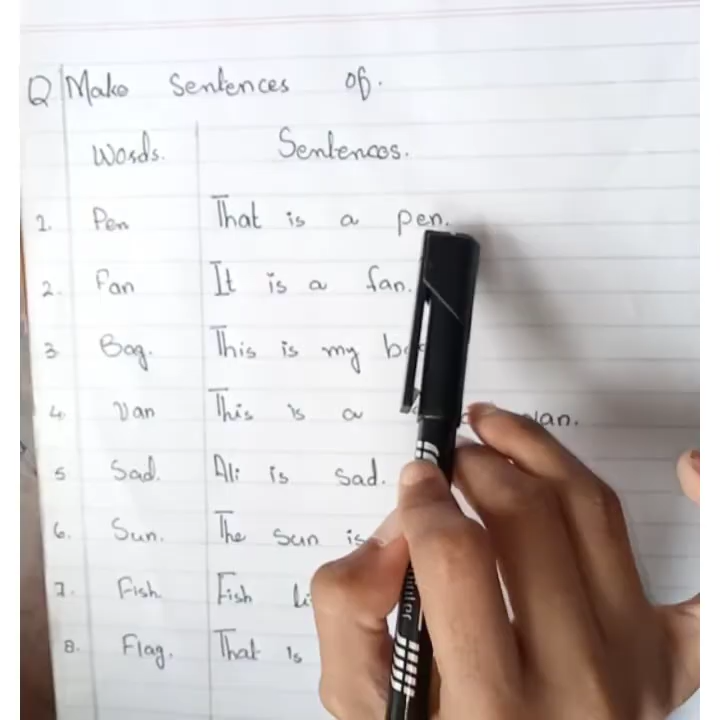 Q Make Sentences of.
Words. Sentences.
1. Pen That is a pen.
2. Fan It is a fan.
3 Bag. This is my
4. Van This is a van.
5 Sad. Ali is sad.
6. Sun. The sun is
7. Fish Fish
8. Flag. That is